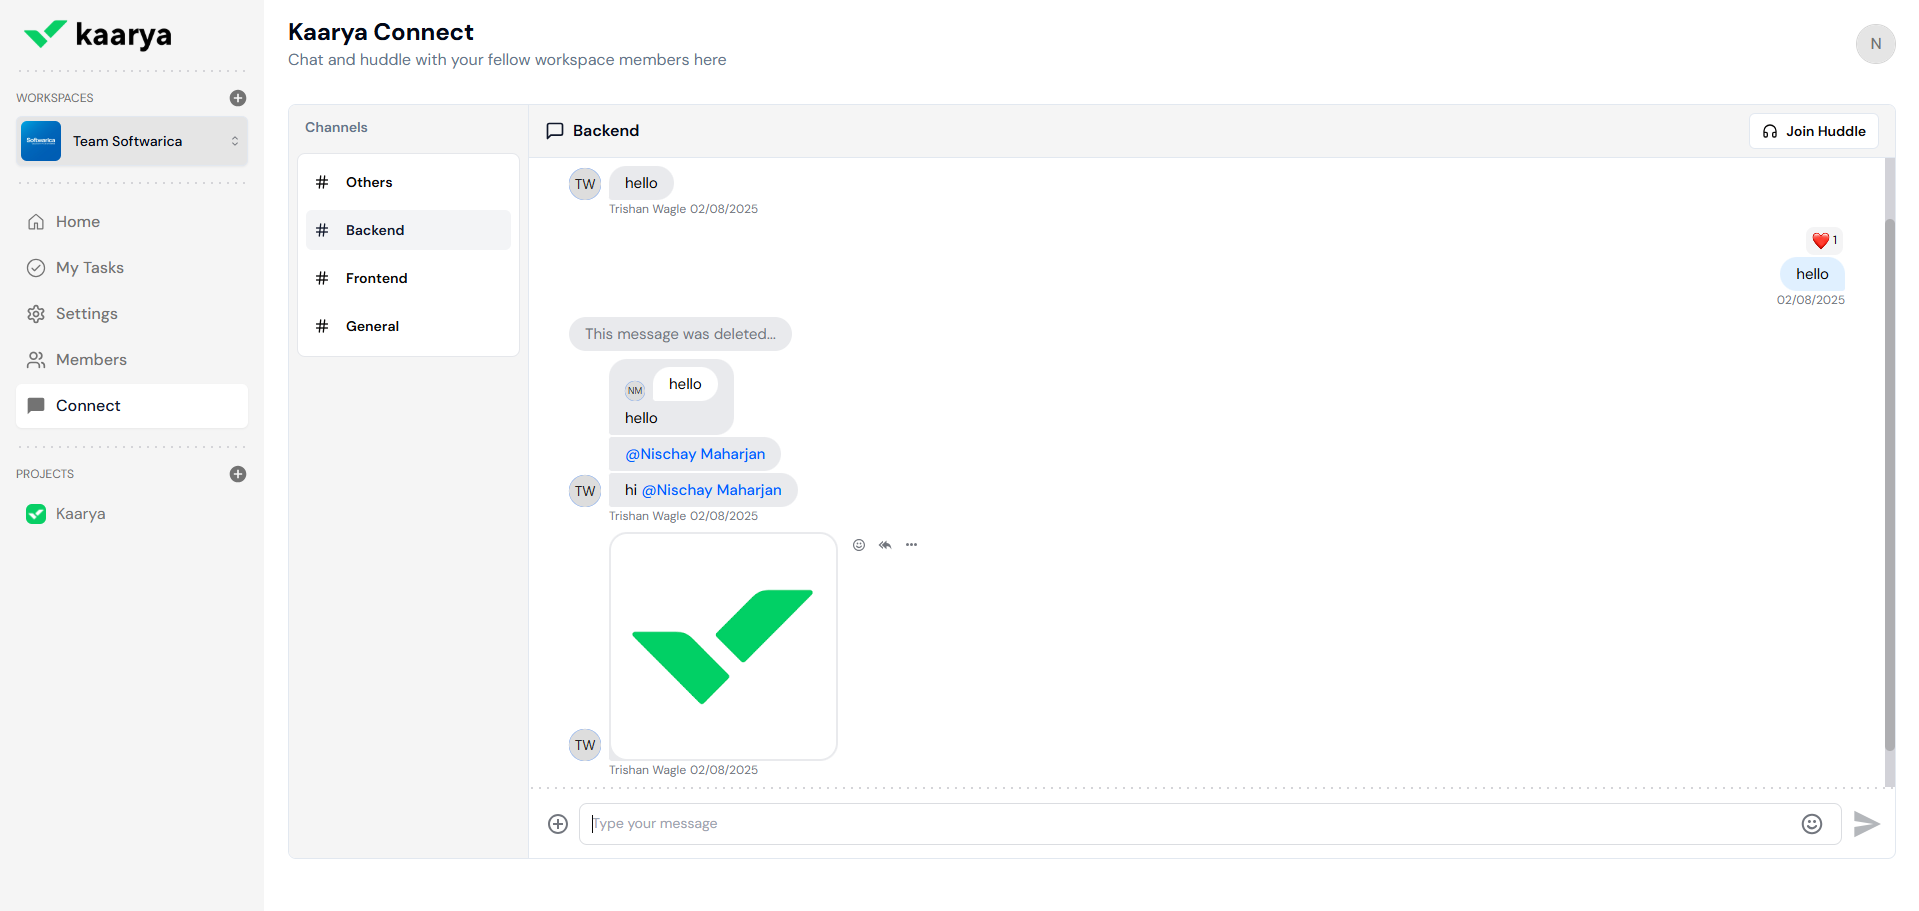 kaarya
WORKSPACES
Softwarica
Team Softwarica
Home
My Tasks
Settings
Members
Connect
PROJECTS
Kaarya
Kaarya Connect
Chat and huddle with your fellow workspace members here
N
Channels
# Others
# Backend
# Frontend
# General
Backend
Join Huddle
TW
hello
Trishan Wagle 02/08/2025
1
hello
02/08/2025
This message was deleted...
NM
hello
hello
@Nischay Maharjan
TW
hi @Nischay Maharjan
Trishan Wagle 02/08/2025
TW
Trishan Wagle 02/08/2025
Type your message